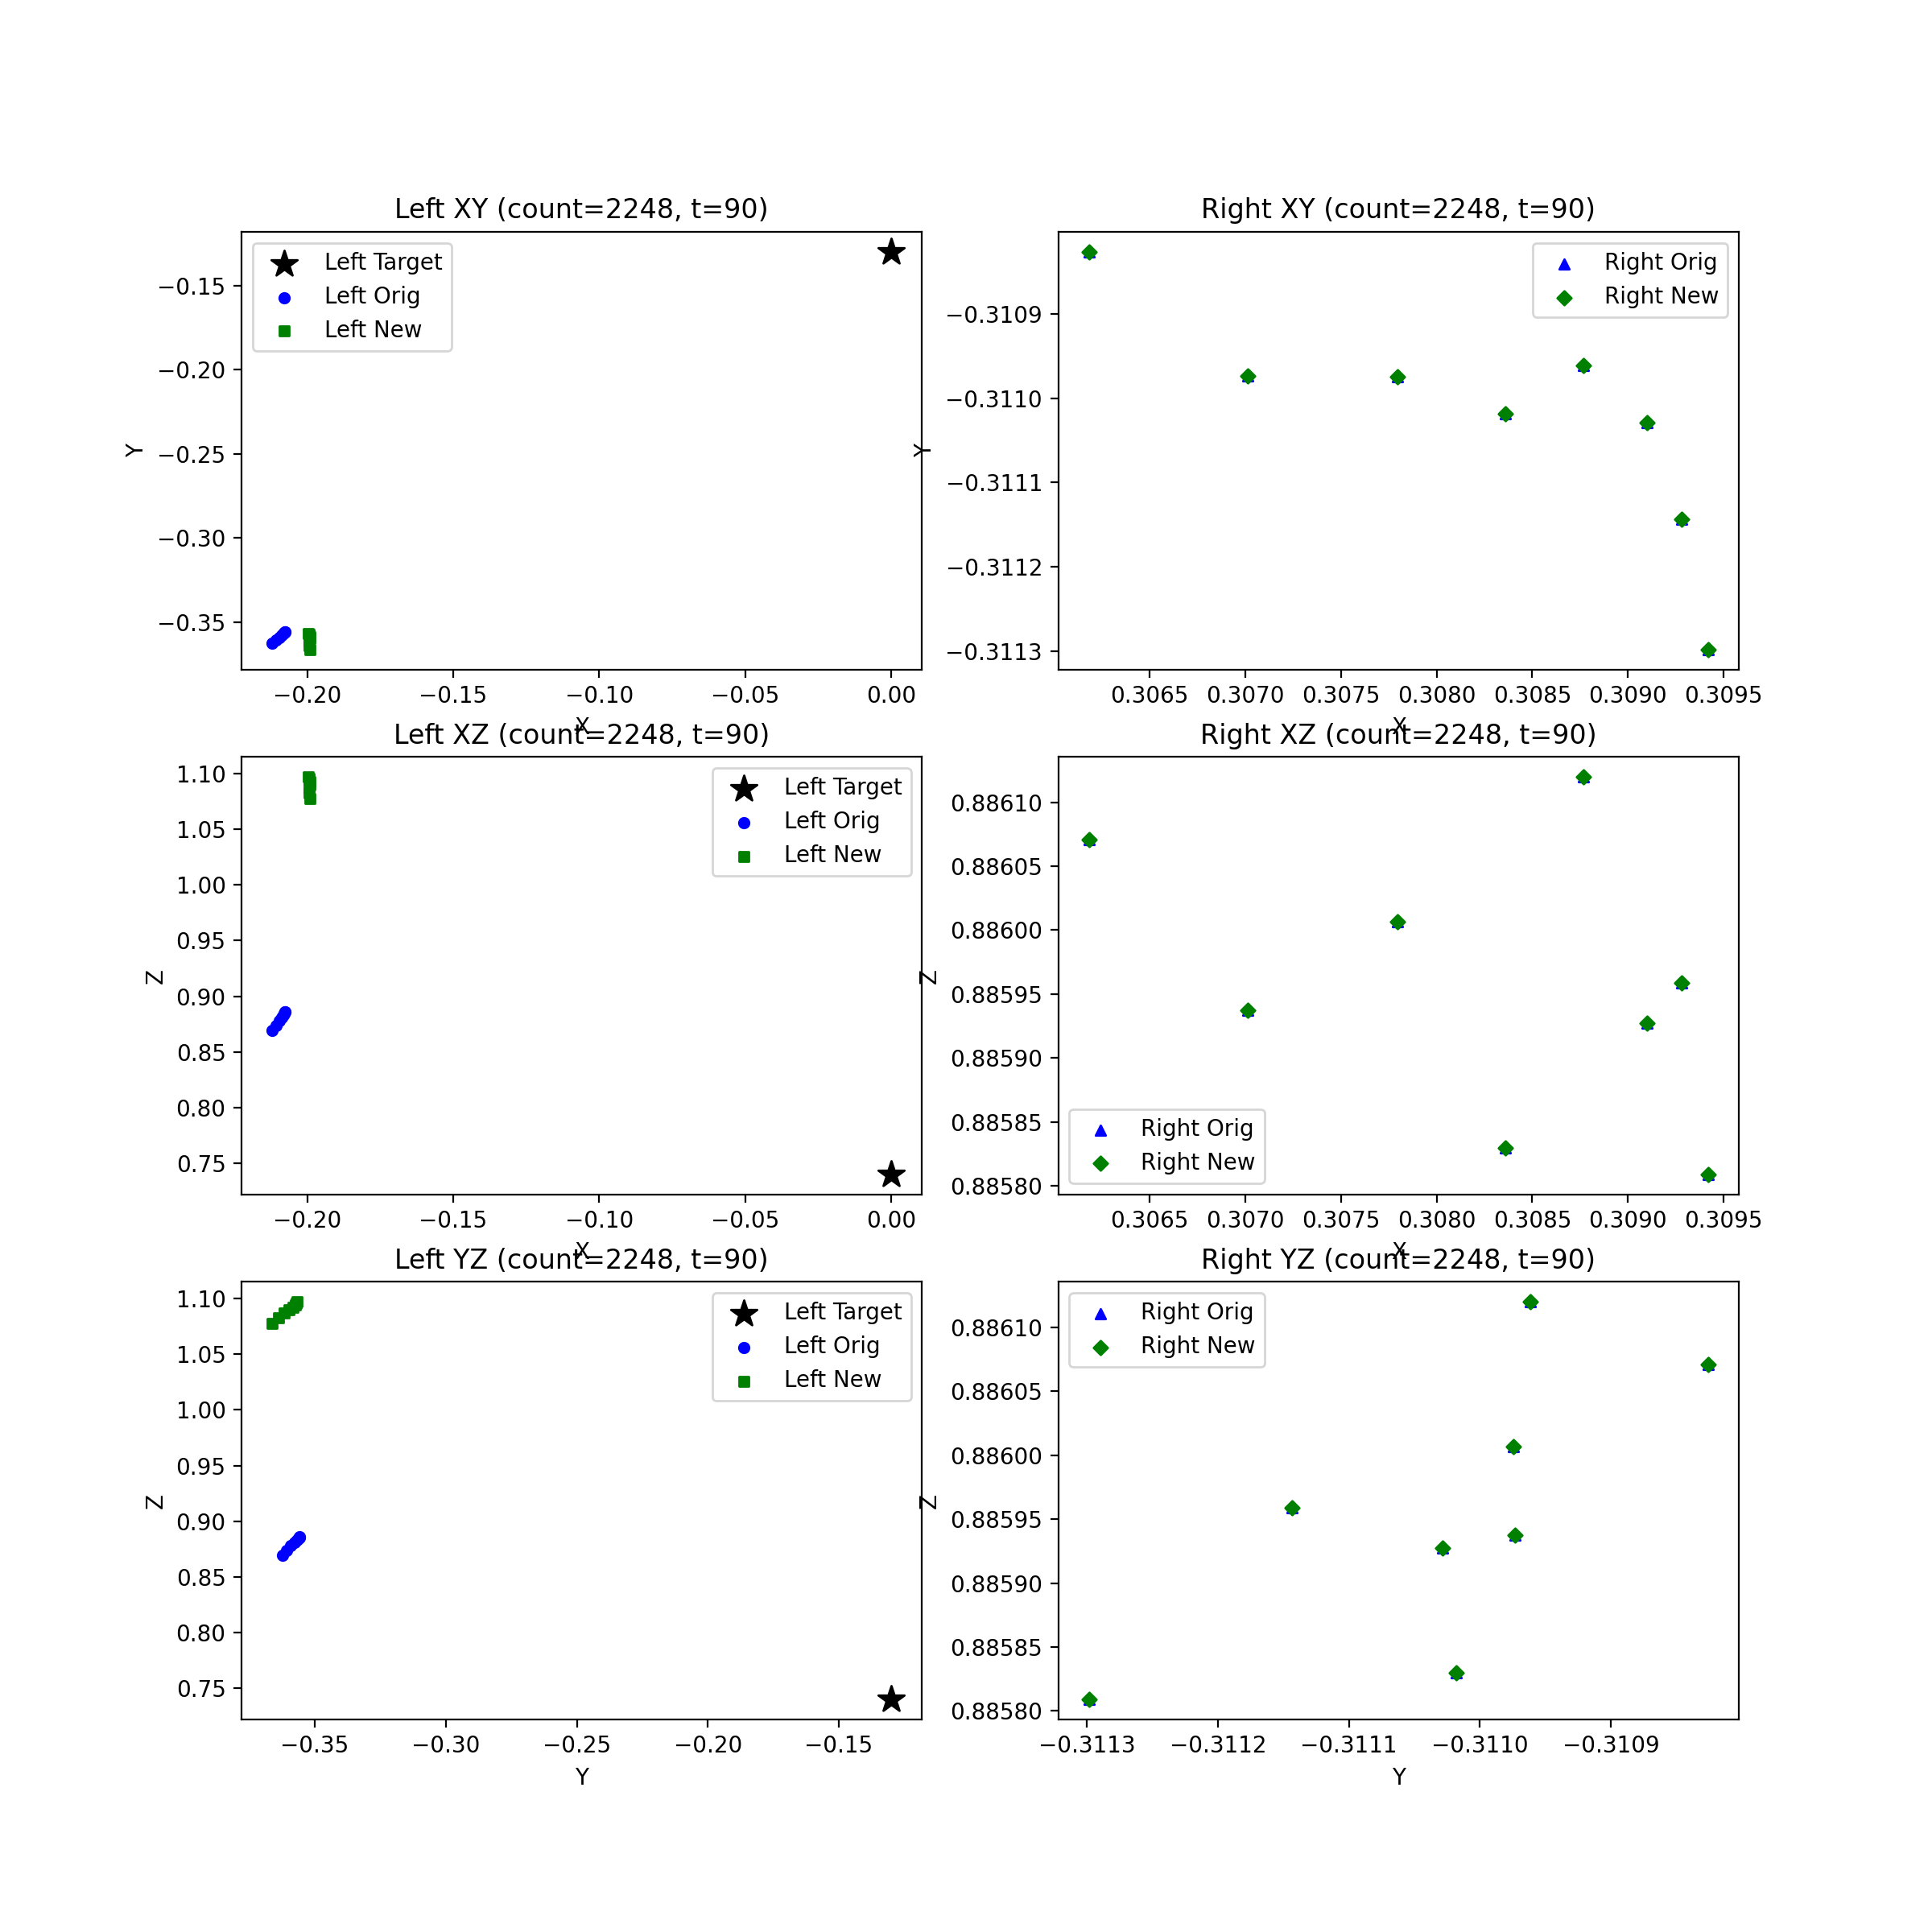 Left XY (count=2248, t=90)
Left Target
Left Orig
Left New
−0.15
−0.20
−0.25
−0.30
−0.35
Y
−0.20
−0.15
−0.10
−0.05
0.00
X
Right XY (count=2248, t=90)
Right Orig
Right New
−0.3109
−0.3110
−0.3111
−0.3112
−0.3113
Y
0.3065
0.3070
0.3075
0.3080
0.3085
0.3090
0.3095
X
Left XZ (count=2248, t=90)
Left Target
Left Orig
Left New
1.10
1.05
1.00
0.95
0.90
0.85
0.80
0.75
Z
−0.20
−0.15
−0.10
−0.05
0.00
X
Right XZ (count=2248, t=90)
Right Orig
Right New
0.88610
0.88605
0.88600
0.88595
0.88590
0.88585
0.88580
Z
0.3065
0.3070
0.3075
0.3080
0.3085
0.3090
0.3095
X
Left YZ (count=2248, t=90)
Left Target
Left Orig
Left New
1.10
1.05
1.00
0.95
0.90
0.85
0.80
0.75
Z
−0.35
−0.30
−0.25
−0.20
−0.15
Y
Right YZ (count=2248, t=90)
Right Orig
Right New
0.88610
0.88605
0.88600
0.88595
0.88590
0.88585
0.88580
Z
−0.3113
−0.3112
−0.3111
−0.3110
−0.3109
Y